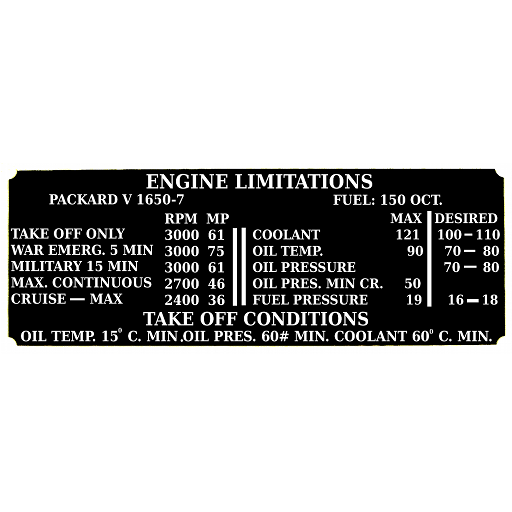 ENGINE LIMITATIONS
PACKARD V 1650-7 FUEL: 150 OCT.
RPM MP MAX DESIRED
TAKE OFF ONLY 3000 61 COOLANT 121 100-110
WAR EMERG. 5 MIN 3000 75 OIL TEMP. 90 70 - 80
MILITARY 15 MIN 3000 61 OIL PRESSURE 70 - 80
MAX. CONTINUOUS 2700 46 OIL PRES. MIN CR. 50
CRUISE — MAX 2400 36 FUEL PRESSURE 19 16-18
TAKE OFF CONDITIONS
OIL TEMP. 15° C. MIN.OIL PRES. 60# MIN. COOLANT 60° C. MIN.